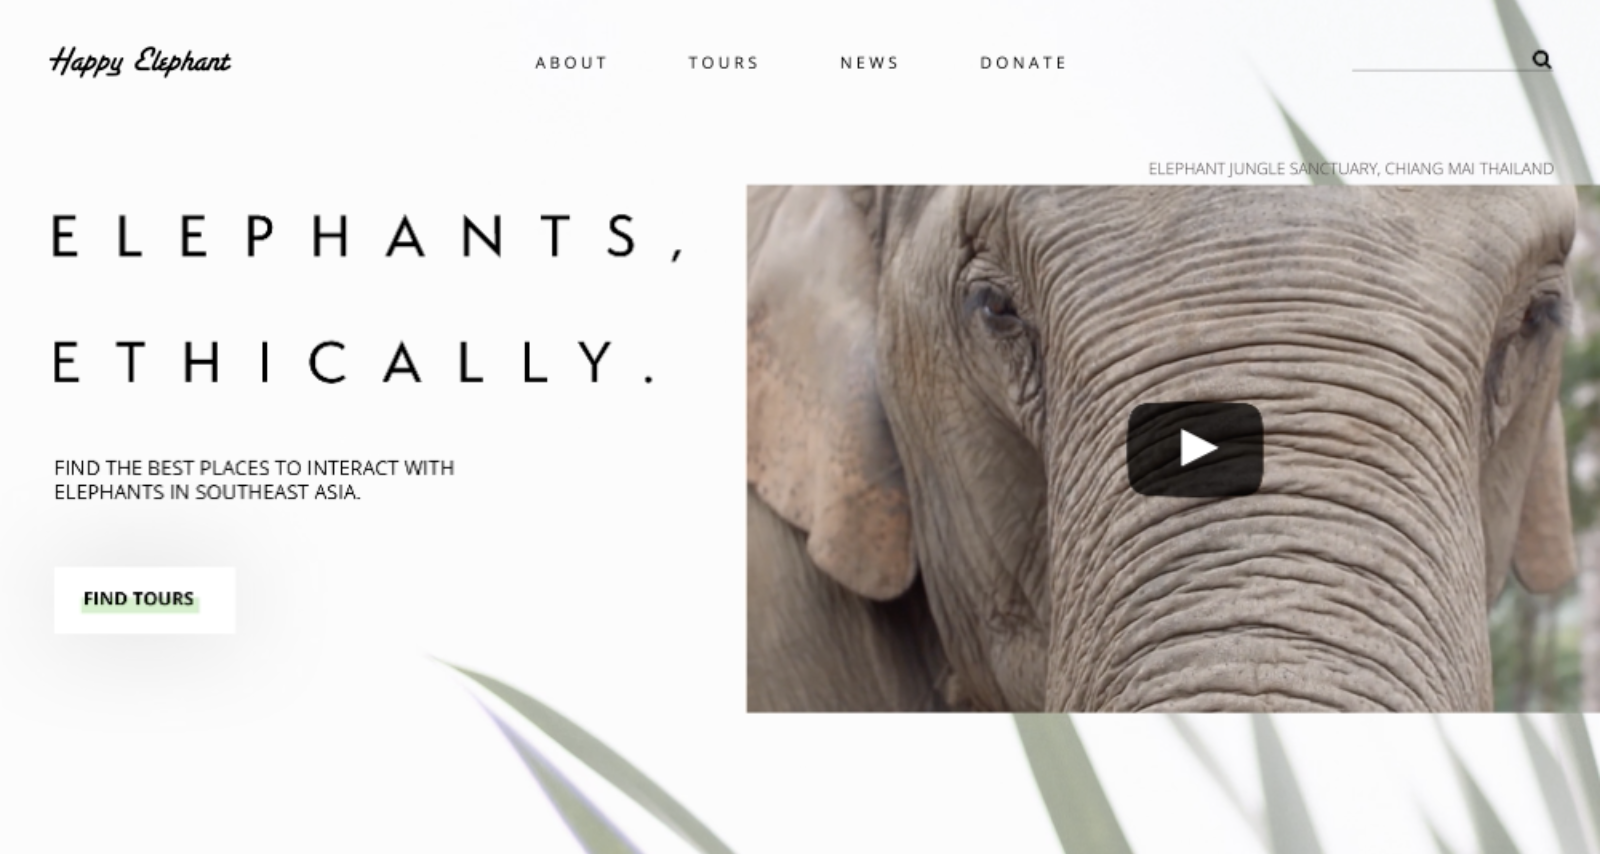 Happy Elephant
ABOUT
TOURS
NEWS
DONATE
ELEPHANT JUNGLE SANCTUARY, CHIANG MAI THAILAND
ELEPHANTS,
ETHICALLY.
FIND THE BEST PLACES TO INTERACT WITH
ELEPHANTS IN SOUTHEAST ASIA.
FIND TOURS